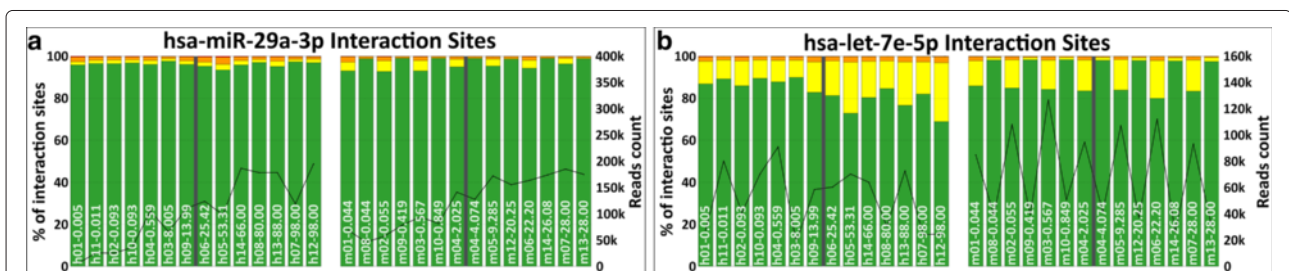 a
hsa-miR-29a-3p Interaction Sites
% of interaction sites
100
80
60
40
20
0
h01-0.005
h11-0.011
h02-0.093
h10-0.093
h04-0.559
h03-8.005
h09-13.99
h06-25.42
h05-53.31
h14-66.00
h08-80.00
h13-88.00
h07-98.00
h12-98.00
m01-0.044
m08-0.044
m02-0.055
m09-0.419
m03-0.567
m10-0.849
m04-2.025
m04-4.074
m05-9.285
m12-20.25
m06-22.20
m14-26.08
m07-28.00
m13-28.00
400k
350k
300k
250k
200k
150k
100k
50k
0
Reads count
b
hsa-let-7e-5p Interaction Sites
% of interactio sites
100
80
60
40
20
0
h01-0.005
h11-0.011
h02-0.093
h10-0.093
h04-0.559
h03-8.005
h09-13.99
h06-25.42
h05-53.31
h14-66.00
h08-80.00
h13-88.00
h07-98.00
h12-98.00
m01-0.044
m08-0.044
m02-0.055
m09-0.419
m03-0.567
m10-0.849
m04-2.025
m04-4.074
m05-9.285
m12-20.25
m06-22.20
m14-26.08
m07-28.00
m13-28.00
160k
140k
120k
100k
80k
60k
40k
20k
0
Reads count